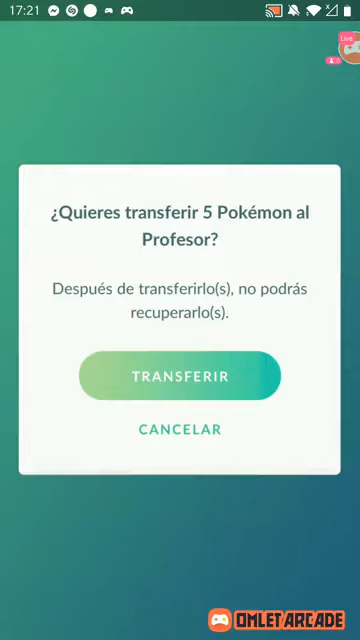 17:21
Live
¿Quieres transferir 5 Pokémon al
Profesor?
Después de transferirlo(s), no podrás
recuperarlo(s).
TRANSFERIR
CANCELAR
OMLET ARCADE